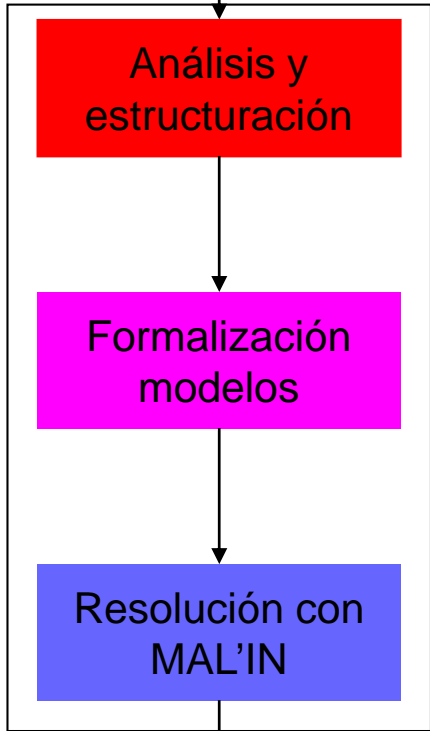 Análisis y
estructuración
Formalización
modelos
Resolución con
MAL’IN